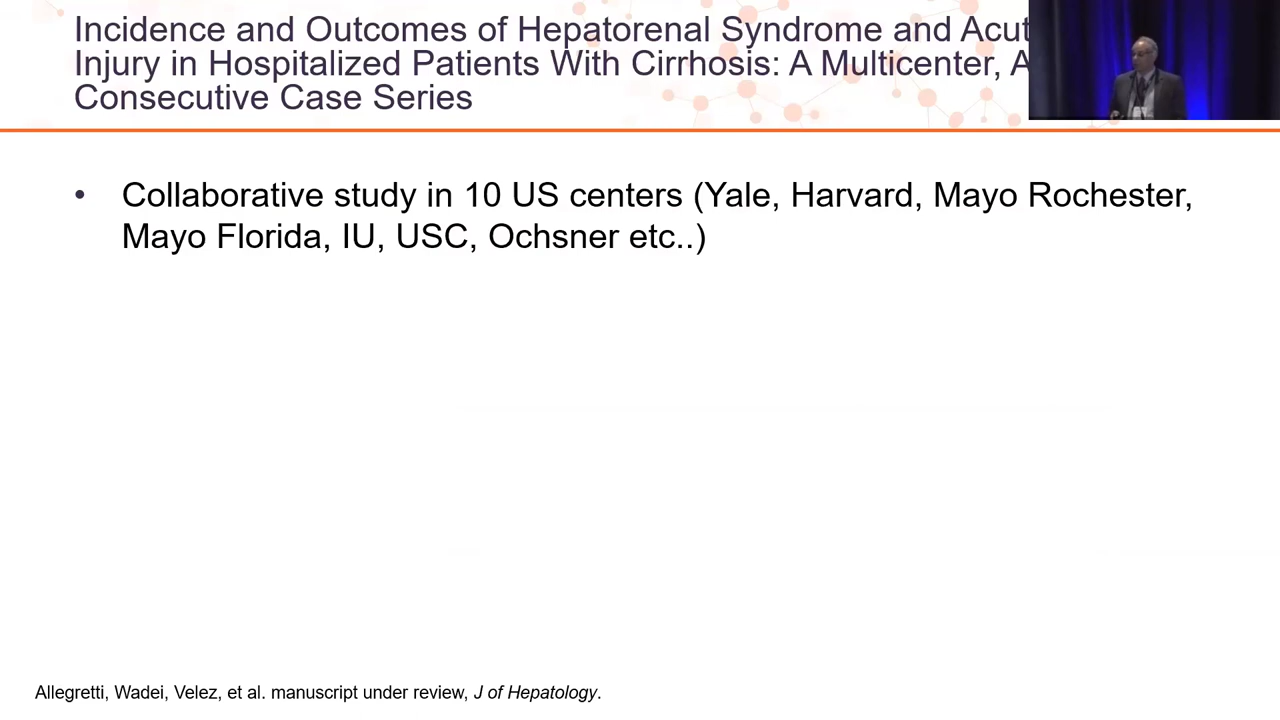 Incidence and Outcomes of Hepatorenal Syndrome and Acut
Injury in Hospitalized Patients With Cirrhosis: A Multicenter, A
Consecutive Case Series
• Collaborative study in 10 US centers (Yale, Harvard, Mayo Rochester,
Mayo Florida, IU, USC, Ochsner etc..)
Allegretti, Wadei, Velez, et al. manuscript under review, J of Hepatology.